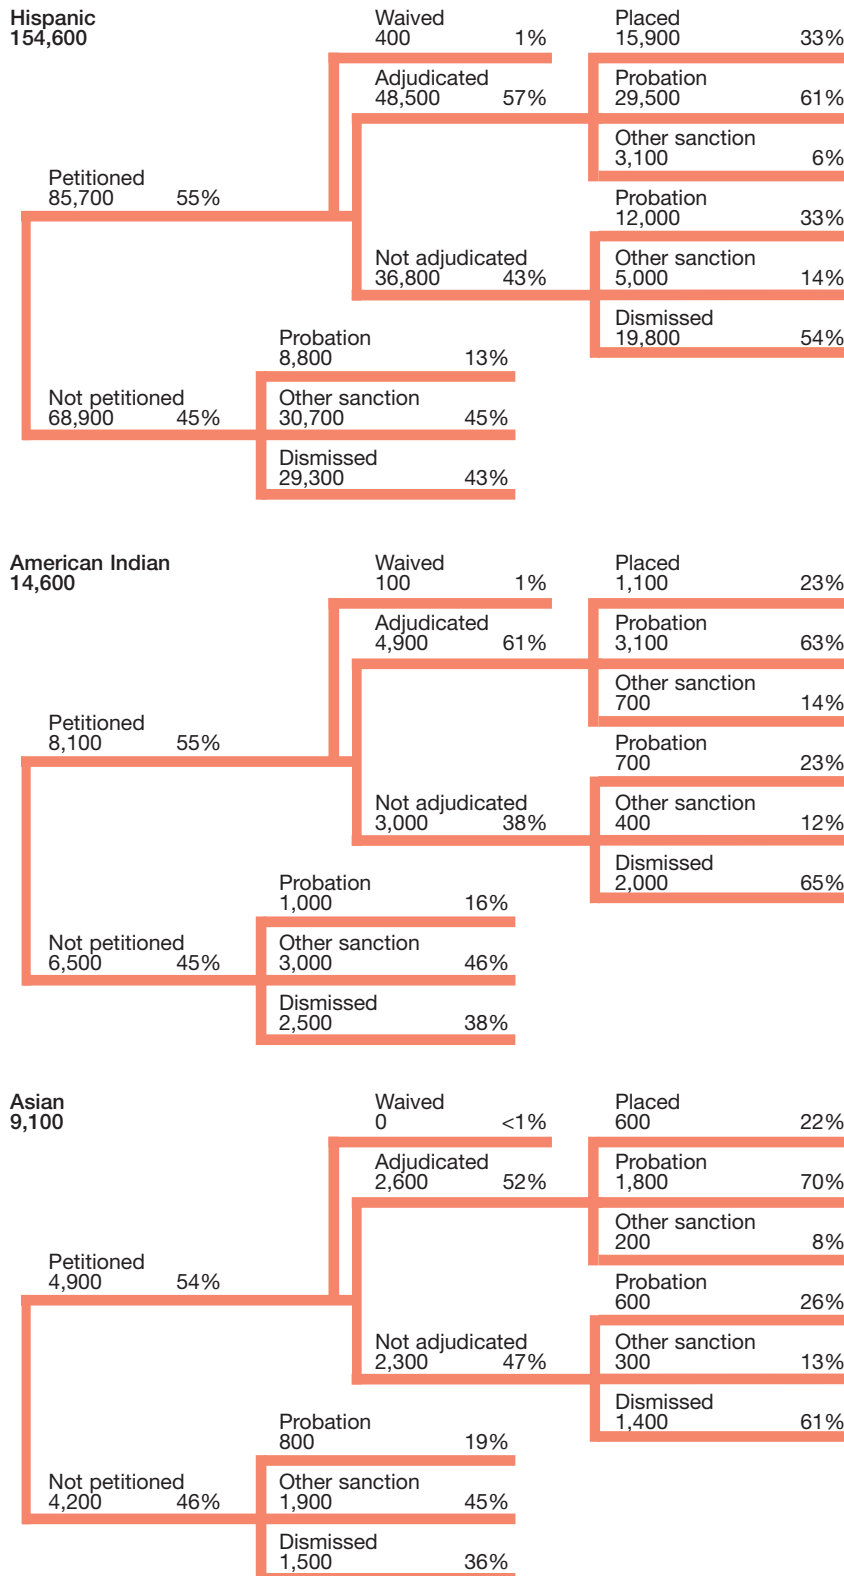 Hispanic
154,600
Waived
400 1%
Placed
15,900 33%
Adjudicated
48,500 57%
Probation
29,500 61%
Other sanction
3,100 6%
Petitioned
85,700 55%
Probation
12,000 33%
Not adjudicated
36,800 43%
Other sanction
5,000 14%
Dismissed
19,800 54%
Probation
8,800 13%
Not petitioned
68,900 45%
Other sanction
30,700 45%
Dismissed
29,300 43%
American Indian
14,600
Waived
100 1%
Placed
1,100 23%
Adjudicated
4,900 61%
Probation
3,100 63%
Other sanction
700 14%
Petitioned
8,100 55%
Probation
700 23%
Not adjudicated
3,000 38%
Other sanction
400 12%
Dismissed
2,000 65%
Probation
1,000 16%
Not petitioned
6,500 45%
Other sanction
3,000 46%
Dismissed
2,500 38%
Asian
9,100
Waived
0 <1%
Placed
600 22%
Adjudicated
2,600 52%
Probation
1,800 70%
Other sanction
200 8%
Petitioned
4,900 54%
Probation
600 26%
Not adjudicated
2,300 47%
Other sanction
300 13%
Dismissed
1,400 61%
Probation
800 19%
Not petitioned
4,200 46%
Other sanction
1,900 45%
Dismissed
1,500 36%